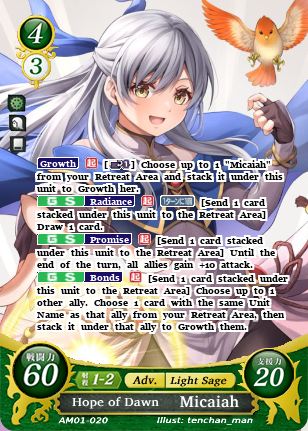 4
3
Growth 起 [ ] Choose up to 1 "Micaiah"
from your Retreat Area and stack it under this
unit to Growth her.
G S Radiance 起 1ターンに1回 [Send 1 card
stacked under this unit to the Retreat Area]
Draw 1 card.
G S Promise 起 [Send 1 card stacked
under this unit to the Retreat Area] Until the
end of the turn, all allies gain +10 attack.
G S Bonds 起 [Send 1 card stacked under
this unit to the Retreat Area] Choose up to 1
other ally. Choose 1 card with the same Unit
Name as that ally from your Retreat Area, then
stack it under that ally to Growth them.
戦闘力
60
射程 1-2 Adv. Light Sage
支援力
20
Hope of Dawn Micaiah
AM01-020 Illust: tenchan_man